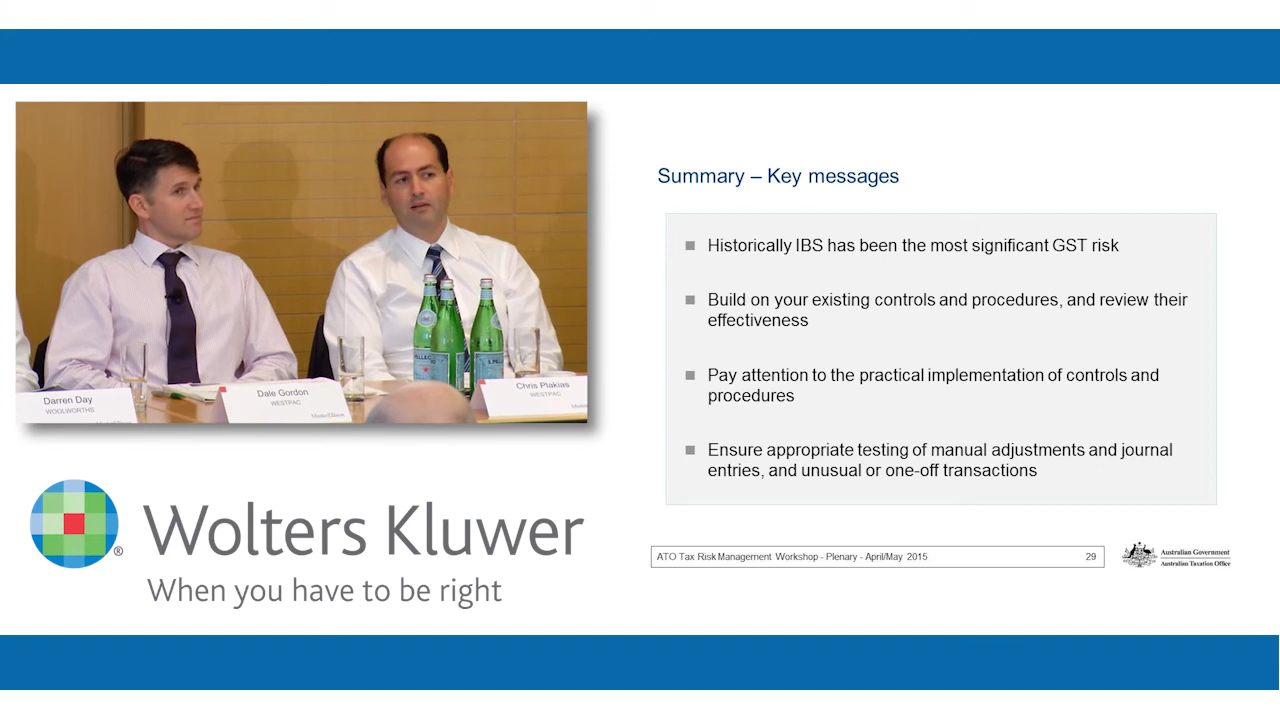 Darren Day
WOOLWORTHS
Dale Gordon
WESTPAC
Chris Plakias
WESTPAC
S.PELLE
Wolters Kluwer
®
When you have to be right
Summary – Key messages
Historically IBS has been the most significant GST risk
Build on your existing controls and procedures, and review their
effectiveness
Pay attention to the practical implementation of controls and
procedures
Ensure appropriate testing of manual adjustments and journal
entries, and unusual or one-off transactions
ATO Tax Risk Management Workshop - Plenary - April/May 2015
29
Australian Government
Australian Taxation Office